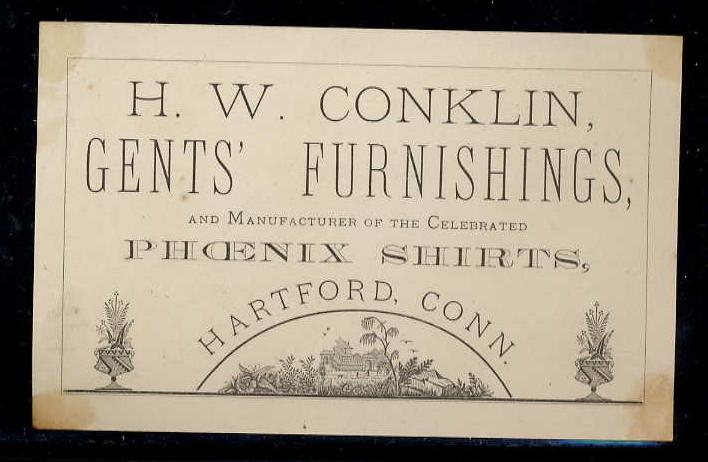 H. W. CONKLIN,
GENTS' FURNISHINGS,
AND MANUFACTURER OF THE CELEBRATED
PHŒNIX SHIRTS,
HARTFORD, CONN.